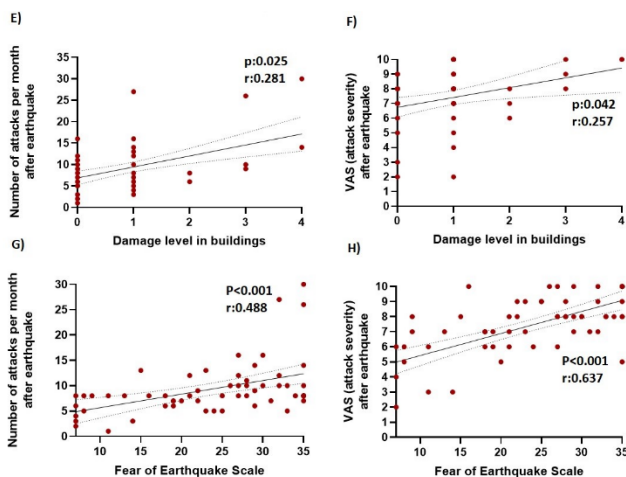 E)
Number of attacks per month
after earthquake
35
30
25
20
15
10
5
0
p:0.025
r:0.281
0
1
2
3
4
Damage level in buildings
F)
VAS (attack severity)
after earthquake
10
9
8
7
6
5
4
3
2
1
0
p:0.042
r:0.257
0
1
2
3
4
Damage level in buildings
G)
Number of attacks per month
after earthquake
30
25
20
15
10
5
0
P<0.001
r:0.488
10
15
20
25
30
35
Fear of Earthquake Scale
H)
VAS (attack severity)
after earthquake
10
9
8
7
6
5
4
3
2
1
0
P<0.001
r:0.637
10
15
20
25
30
35
Fear of Earthquake Scale